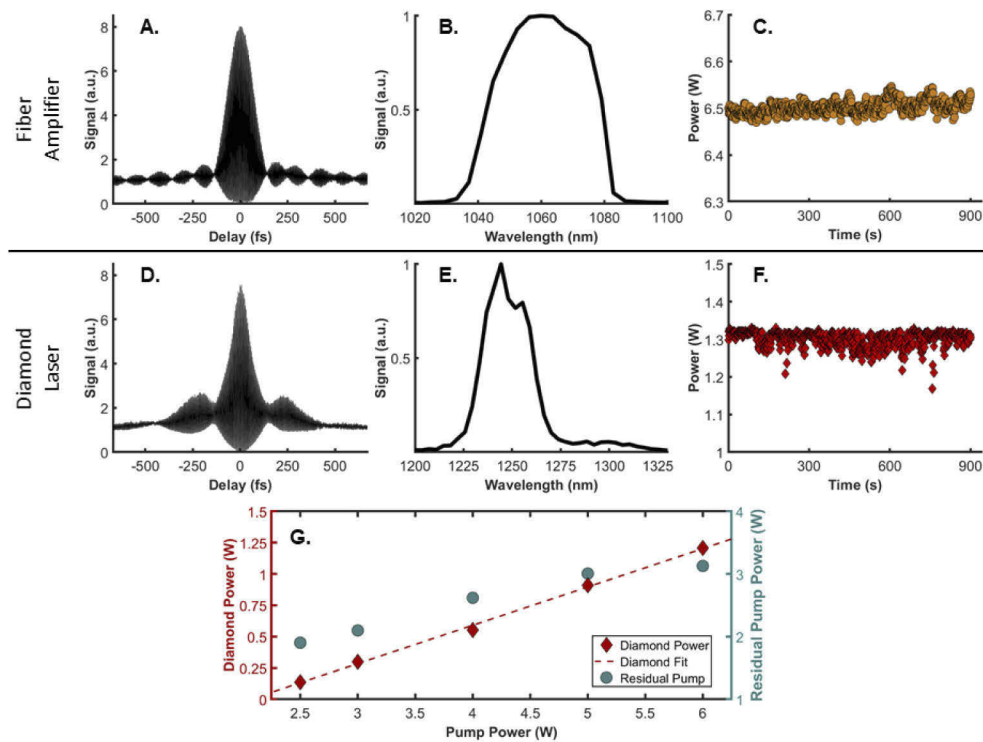 Fiber
Amplifier
A.
Signal (a.u.)
8
6
4
2
0
-500 -250 0 250 500
Delay (fs)
B.
Signal (a.u.)
1
0.5
1020 1040 1060 1080 1100
Wavelength (nm)
C.
Power (W)
6.7
6.6
6.5
6.4
6.3
0 300 600 900
Time (s)
Diamond
Laser
D.
Signal (a.u.)
8
6
4
2
0
-500 -250 0 250 500
Delay (fs)
E.
Signal (a.u.)
1
0.5
1200 1225 1250 1275 1300 1330
Wavelength (nm)
F.
Power (W)
1.5
1.4
1.3
1.2
1.1
1
0 300 600 900
Time (s)
G.
Diamond Power (W)
1.5
1.25
1
0.75
0.5
0.25
0
Residual Pump Power (W)
4
3
2
1
Diamond Power
Diamond Fit
Residual Pump
2.5 3 3.5 4 4.5 5 5.5 6
Pump Power (W)